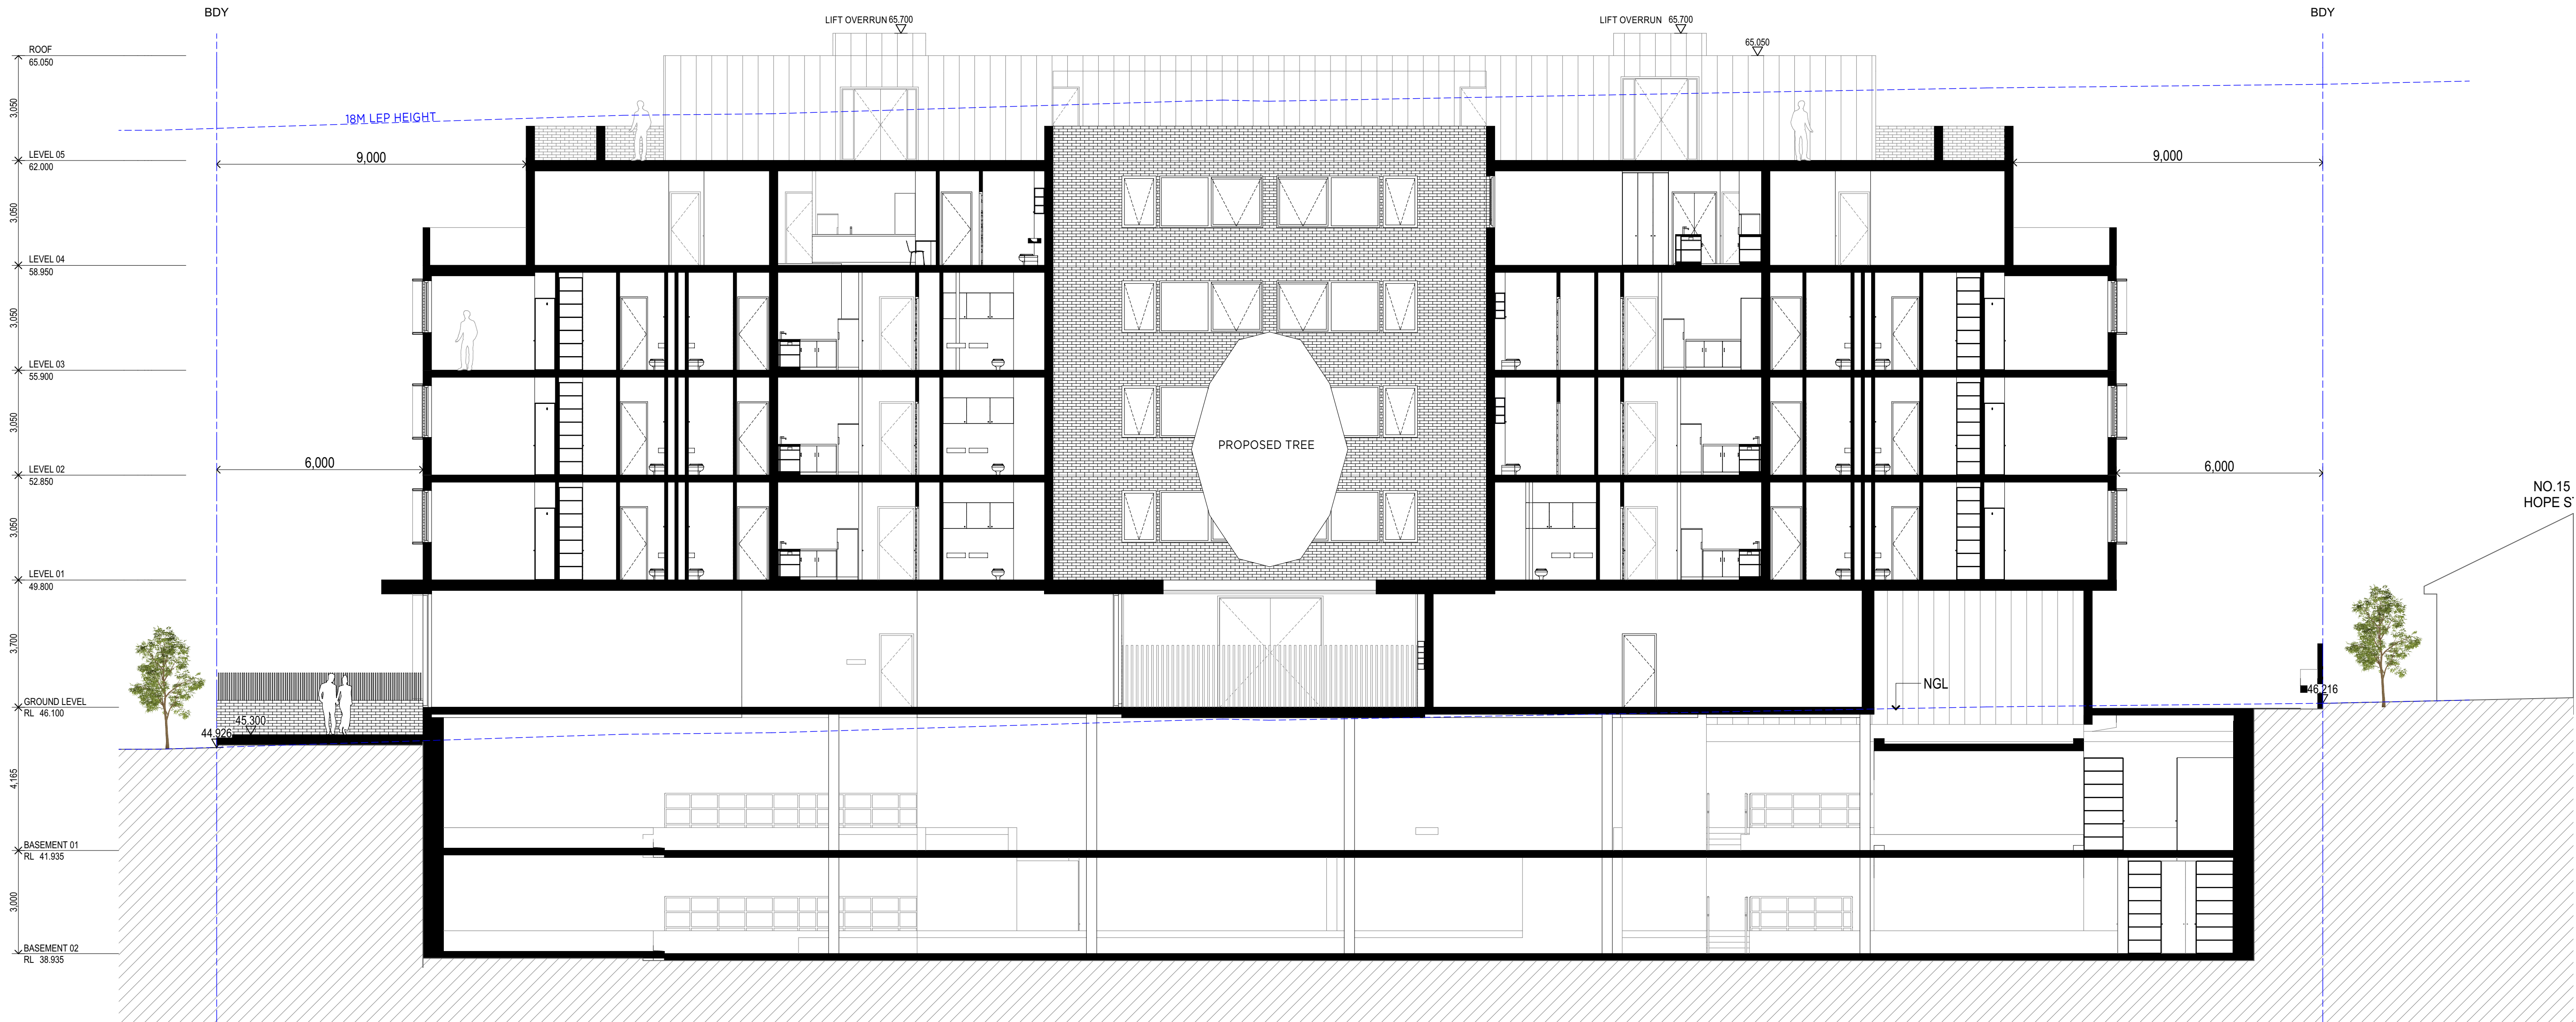 BDY
BDY
LIFT OVERRUN 65.700
LIFT OVERRUN 65.700
65.050
ROOF
65.050
3,050
18M LEP HEIGHT
LEVEL 05
62.000
9,000
9,000
3,050
LEVEL 04
58.950
3,050
LEVEL 03
55.900
3,050
PROPOSED TREE
LEVEL 02
52.850
6,000
6,000
NO.15
HOPE S
3,050
LEVEL 01
49.800
3,700
NGL
46.216
GROUND LEVEL
RL 46.100
45.300
44.926
4,165
BASEMENT 01
RL 41.935
3,000
BASEMENT 02
RL 38.935